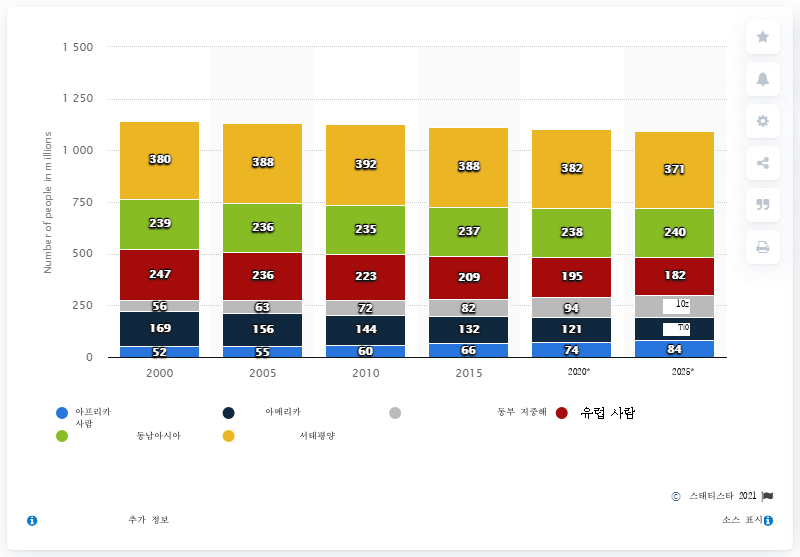 1 500
1 250
1 000
750
500
250
0
Number of people in millions
380 388 392 388 382 371
239 236 235 237 238 240
247 236 223 209 195 182
56 63 72 82 94
169 156 144 132 121
52 55 60 66 74 84
2000 2005 2010 2015 2020* 2025*
아프리카 아메리카 동부 지중해 유럽 사람
사람
동남아시아 서태평양
© 스태티스타 2021
추가 정보 소스 표시